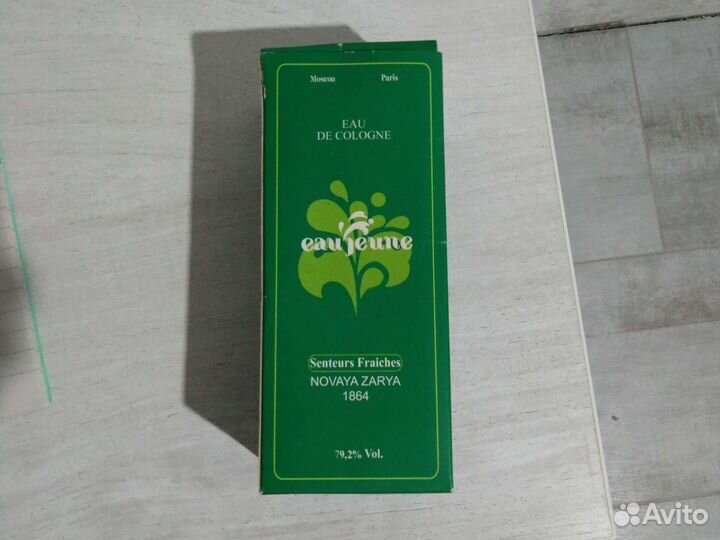 Moscou Paris
EAU
DE COLOGNE
eau jeune
Senteurs Fraiches
NOVAYA ZARYA
1864
79,2% Vol.
Avito